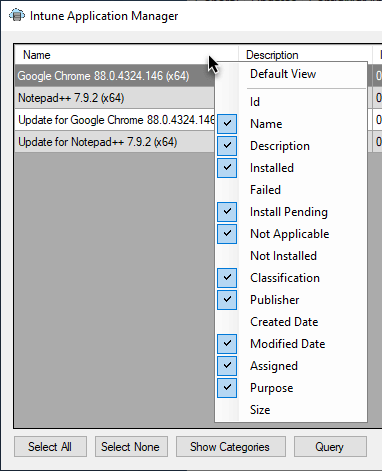 Intune Application Manager
Name Description
Google Chrome 88.0.4324.146 (x64)
Notepad++ 7.9.2 (x64)
Update for Google Chrome 88.0.4324.146
Update for Notepad++ 7.9.2 (x64)
Default View
Id
Name
Description
Installed
Failed
Install Pending
Not Applicable
Not Installed
Classification
Publisher
Created Date
Modified Date
Assigned
Purpose
Size
Select All Select None Show Categories Query